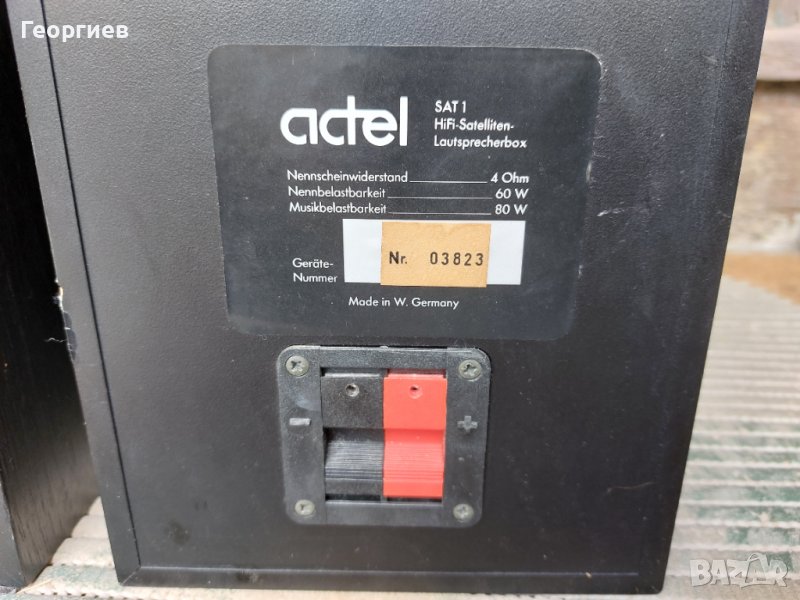 Георгиев
actel
SAT 1
HiFi-Satelliten-
Lautsprecherbox
Nennscheinwiderstand 4 Ohm
Nennbelastbarkeit 60 W
Musikbelastbarkeit 80 W
Geräte-
Nummer
Nr. 03823
Made in W. Germany
- +
BAZAR